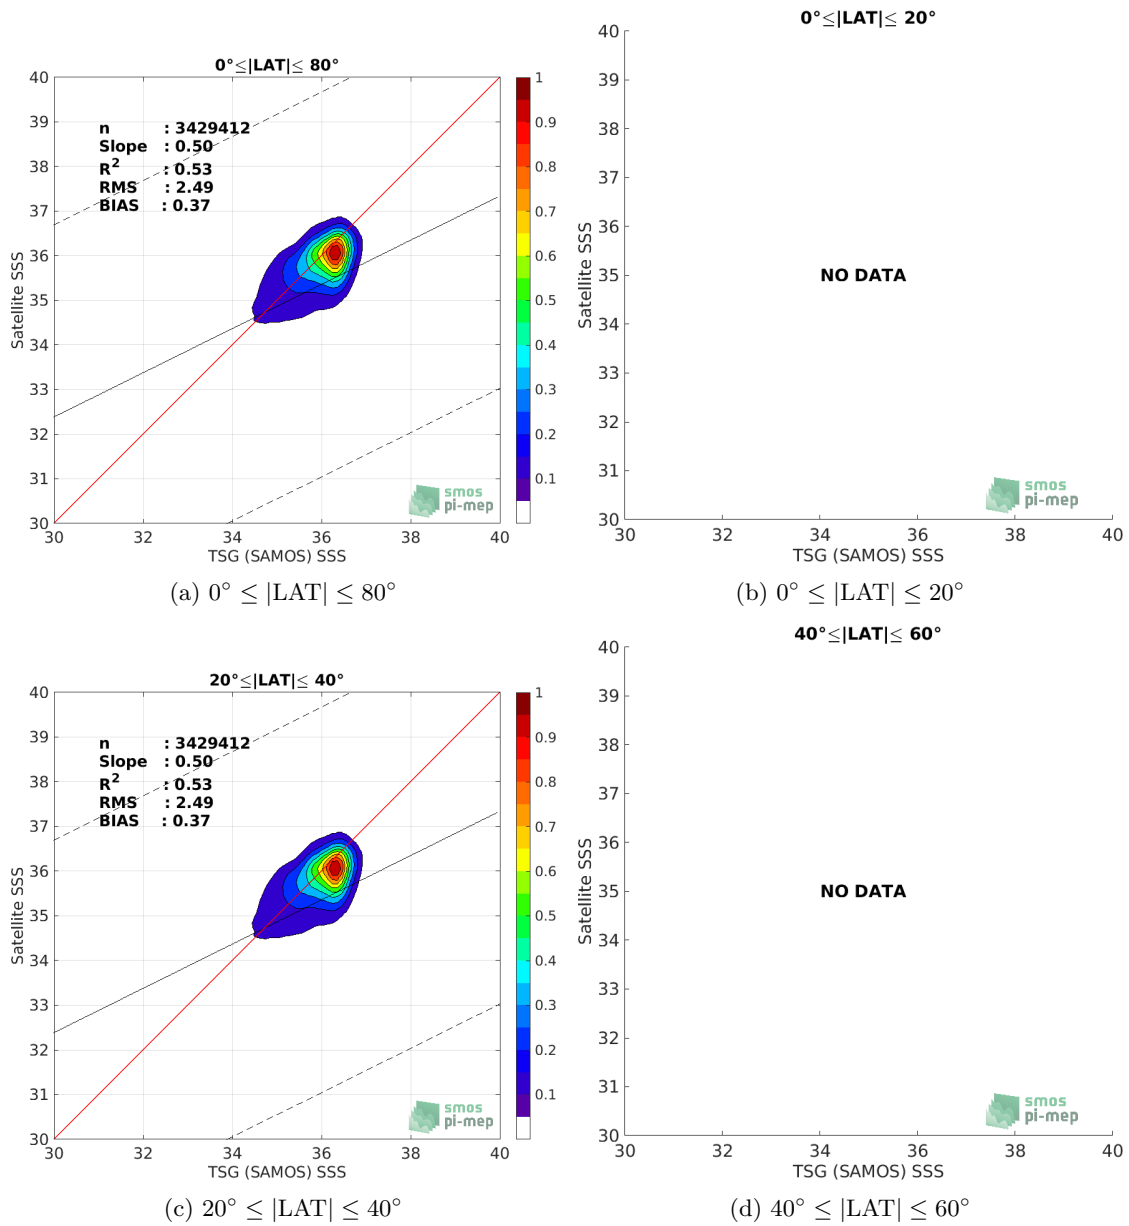 0°≤|LAT|≤ 80°
40
39
38
37
36
35
34
33
32
31
30
Satellite SSS
n : 3429412
Slope : 0.50
R2 : 0.53
RMS : 2.49
BIAS : 0.37
1
0.9
0.8
0.7
0.6
0.5
0.4
0.3
0.2
0.1
smos
pi-mep
30 32 34 36 38 40
TSG (SAMOS) SSS
(a) 0° ≤ |LAT| ≤ 80°
0°≤|LAT|≤ 20°
40
39
38
37
36
35
34
33
32
31
30
Satellite SSS
NO DATA
smos
pi-mep
30 32 34 36 38 40
TSG (SAMOS) SSS
(b) 0° ≤ |LAT| ≤ 20°
20°≤|LAT|≤ 40°
40
39
38
37
36
35
34
33
32
31
30
Satellite SSS
n : 3429412
Slope : 0.50
R2 : 0.53
RMS : 2.49
BIAS : 0.37
1
0.9
0.8
0.7
0.6
0.5
0.4
0.3
0.2
0.1
smos
pi-mep
30 32 34 36 38 40
TSG (SAMOS) SSS
(c) 20° ≤ |LAT| ≤ 40°
40°≤|LAT|≤ 60°
40
39
38
37
36
35
34
33
32
31
30
Satellite SSS
NO DATA
smos
pi-mep
30 32 34 36 38 40
TSG (SAMOS) SSS
(d) 40° ≤ |LAT| ≤ 60°